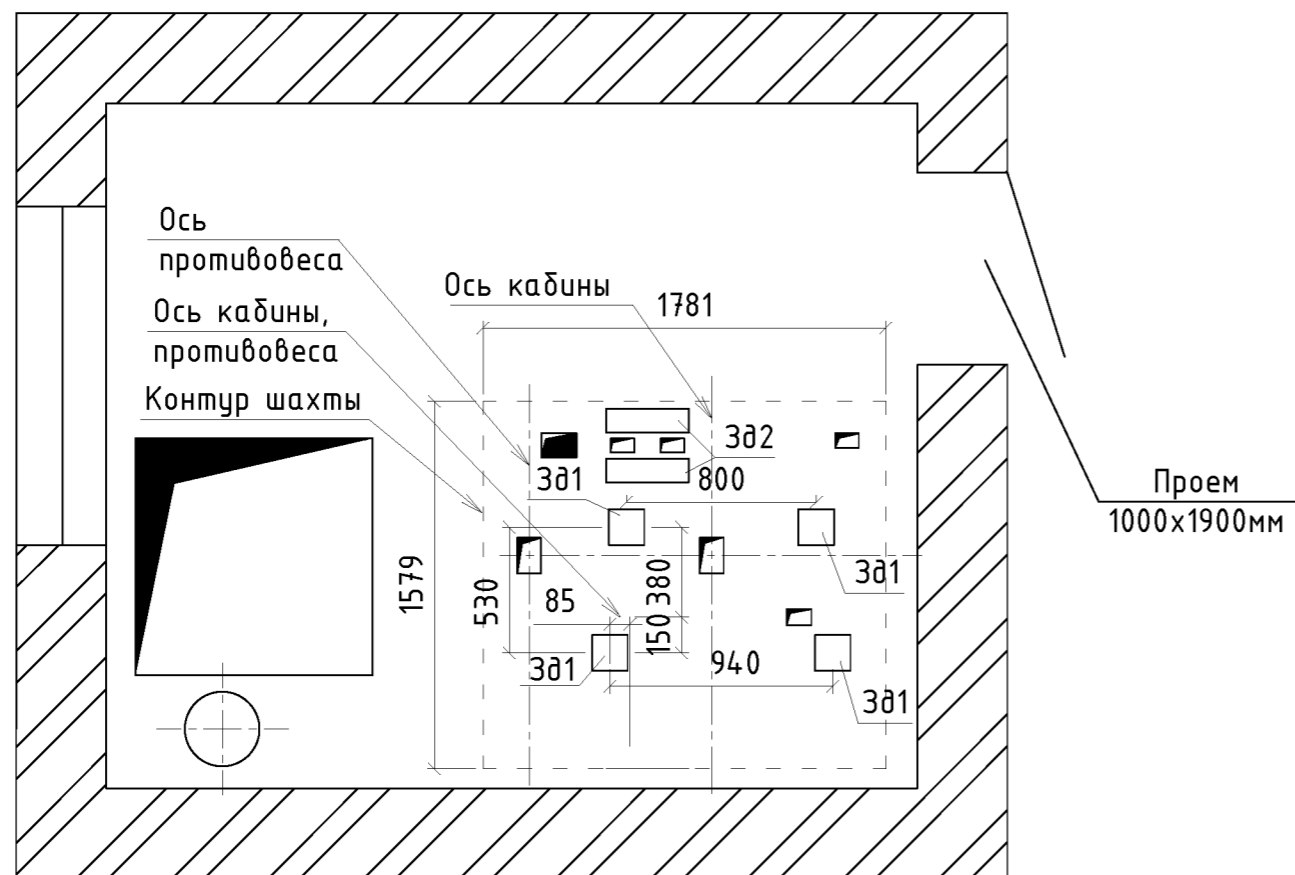 Ось
противовеса
Ось кабины
1781
Ось кабины,
противовеса
Контур шахты
Зд2
Зд1
800
Проем
1000х1900мм
1579
530
85
380
150
Зд1
Зд1
940
Зд1